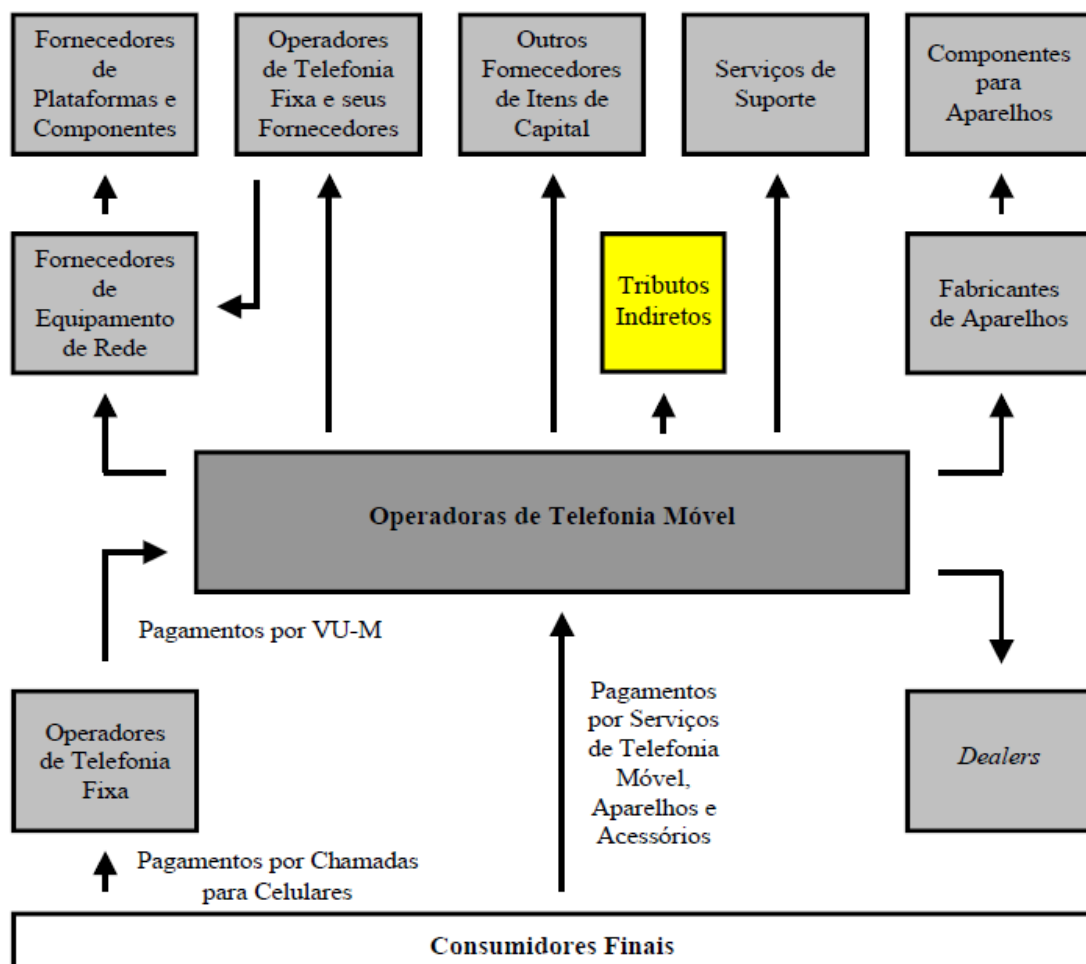 Fornecedores
de
Plataformas e
Componentes
Operadores
de Telefonia
Fixa e seus
Fornecedores
Outros
Fornecedores
de Itens de
Capital
Serviços de
Suporte
Componentes
para
Aparelhos
Fornecedores
de
Equipamento
de Rede
Tributos
Indiretos
Fabricantes
de Aparelhos
Operadoras de Telefonia Móvel
Pagamentos por VU-M
Operadores
de Telefonia
Fixa
Pagamentos
por Serviços
de Telefonia
Móvel,
Aparelhos e
Acessórios
Dealers
Pagamentos por Chamadas
para Celulares
Consumidores Finais